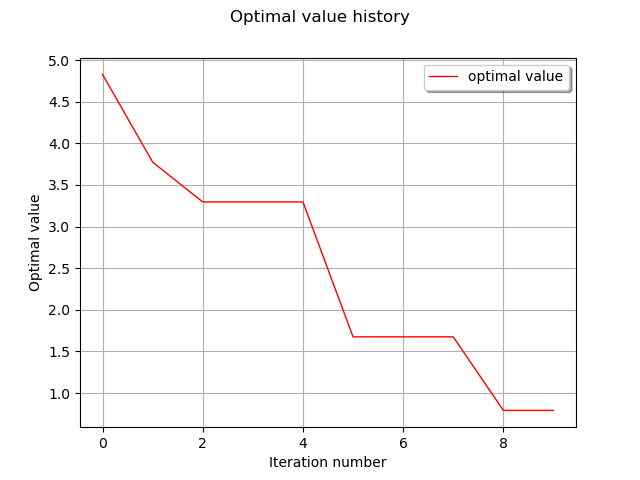 Optimal value history
optimal value
5.0
4.5
4.0
3.5
3.0
2.5
2.0
1.5
1.0
Optimal value
0 2 4 6 8
Iteration number